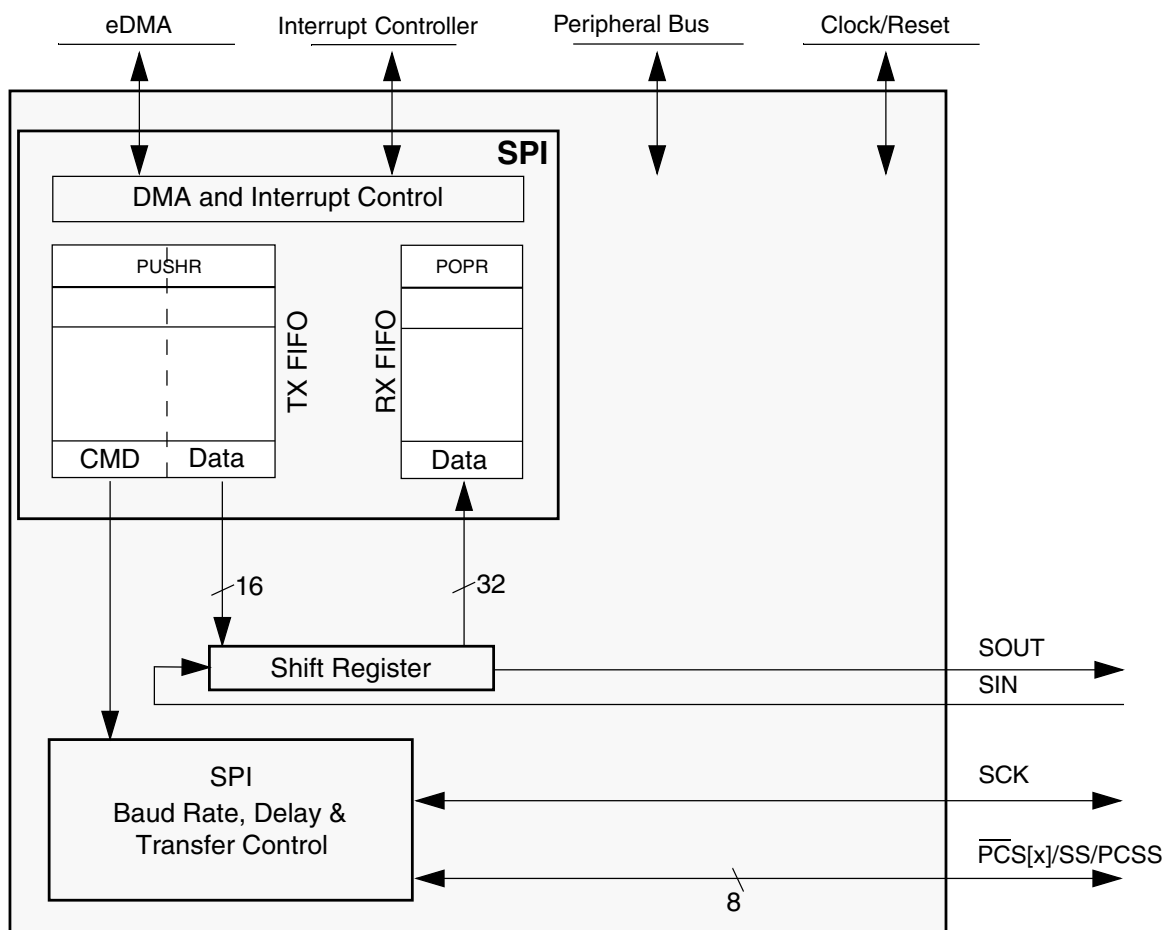 eDMA
Interrupt Controller
Peripheral Bus
Clock/Reset
SPI
DMA and Interrupt Control
PUSHR
POPR
TX FIFO
RX FIFO
CMD
Data
Data
16
32
Shift Register
SOUT
SIN
SPI
Baud Rate, Delay &
Transfer Control
SCK
PCS[x]/SS/PCSS
8